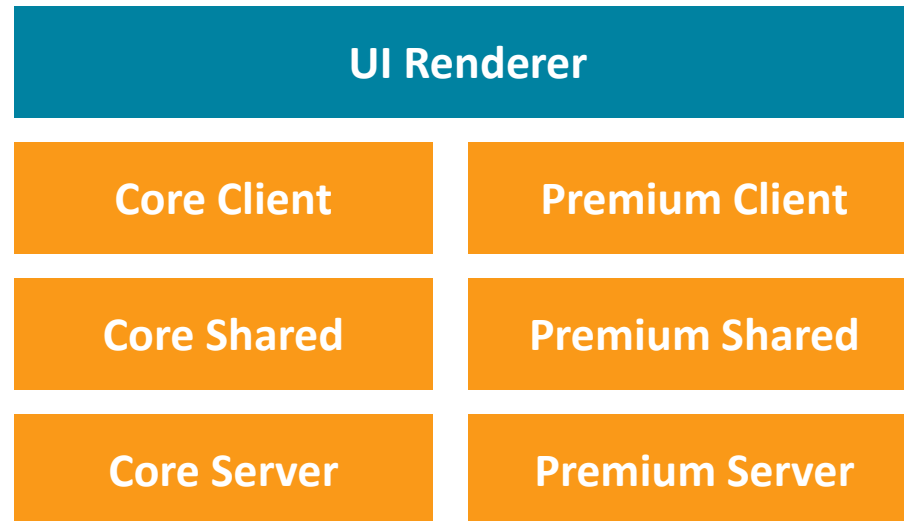 UI Renderer
Core Client
Premium Client
Core Shared
Premium Shared
Core Server
Premium Server